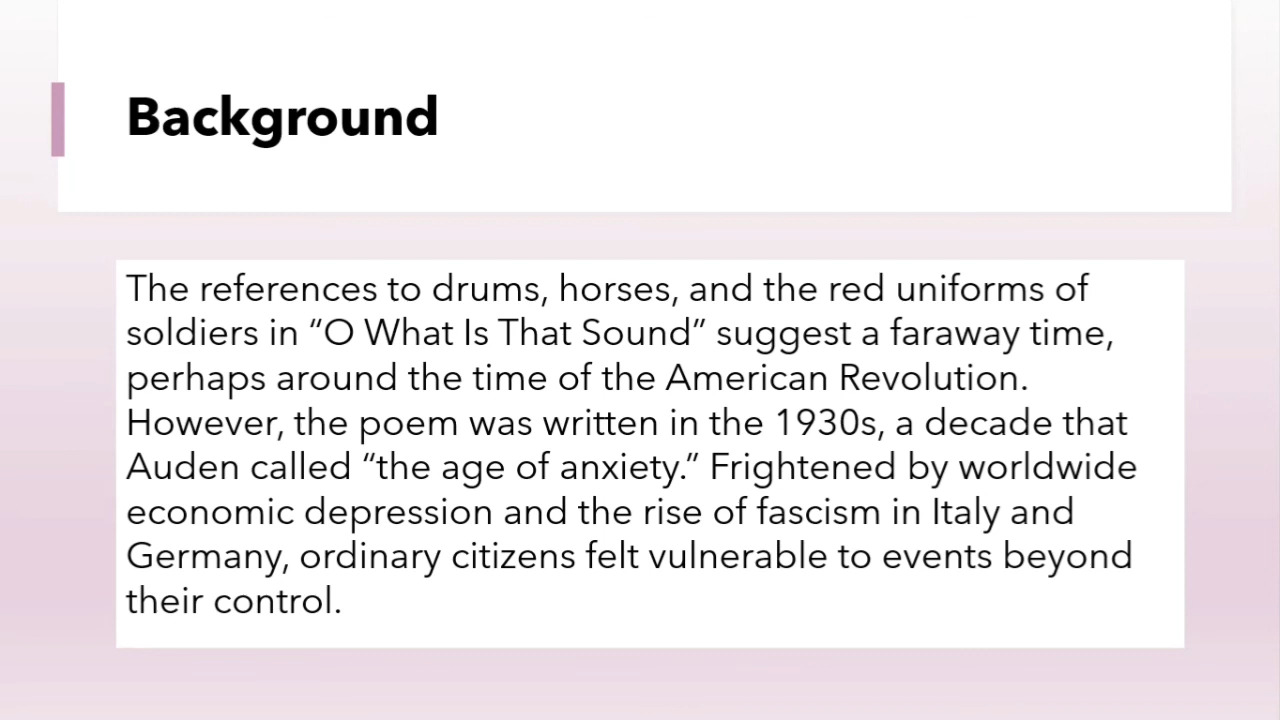 Background
The references to drums, horses, and the red uniforms of
soldiers in “O What Is That Sound” suggest a faraway time,
perhaps around the time of the American Revolution.
However, the poem was written in the 1930s, a decade that
Auden called “the age of anxiety.” Frightened by worldwide
economic depression and the rise of fascism in Italy and
Germany, ordinary citizens felt vulnerable to events beyond
their control.